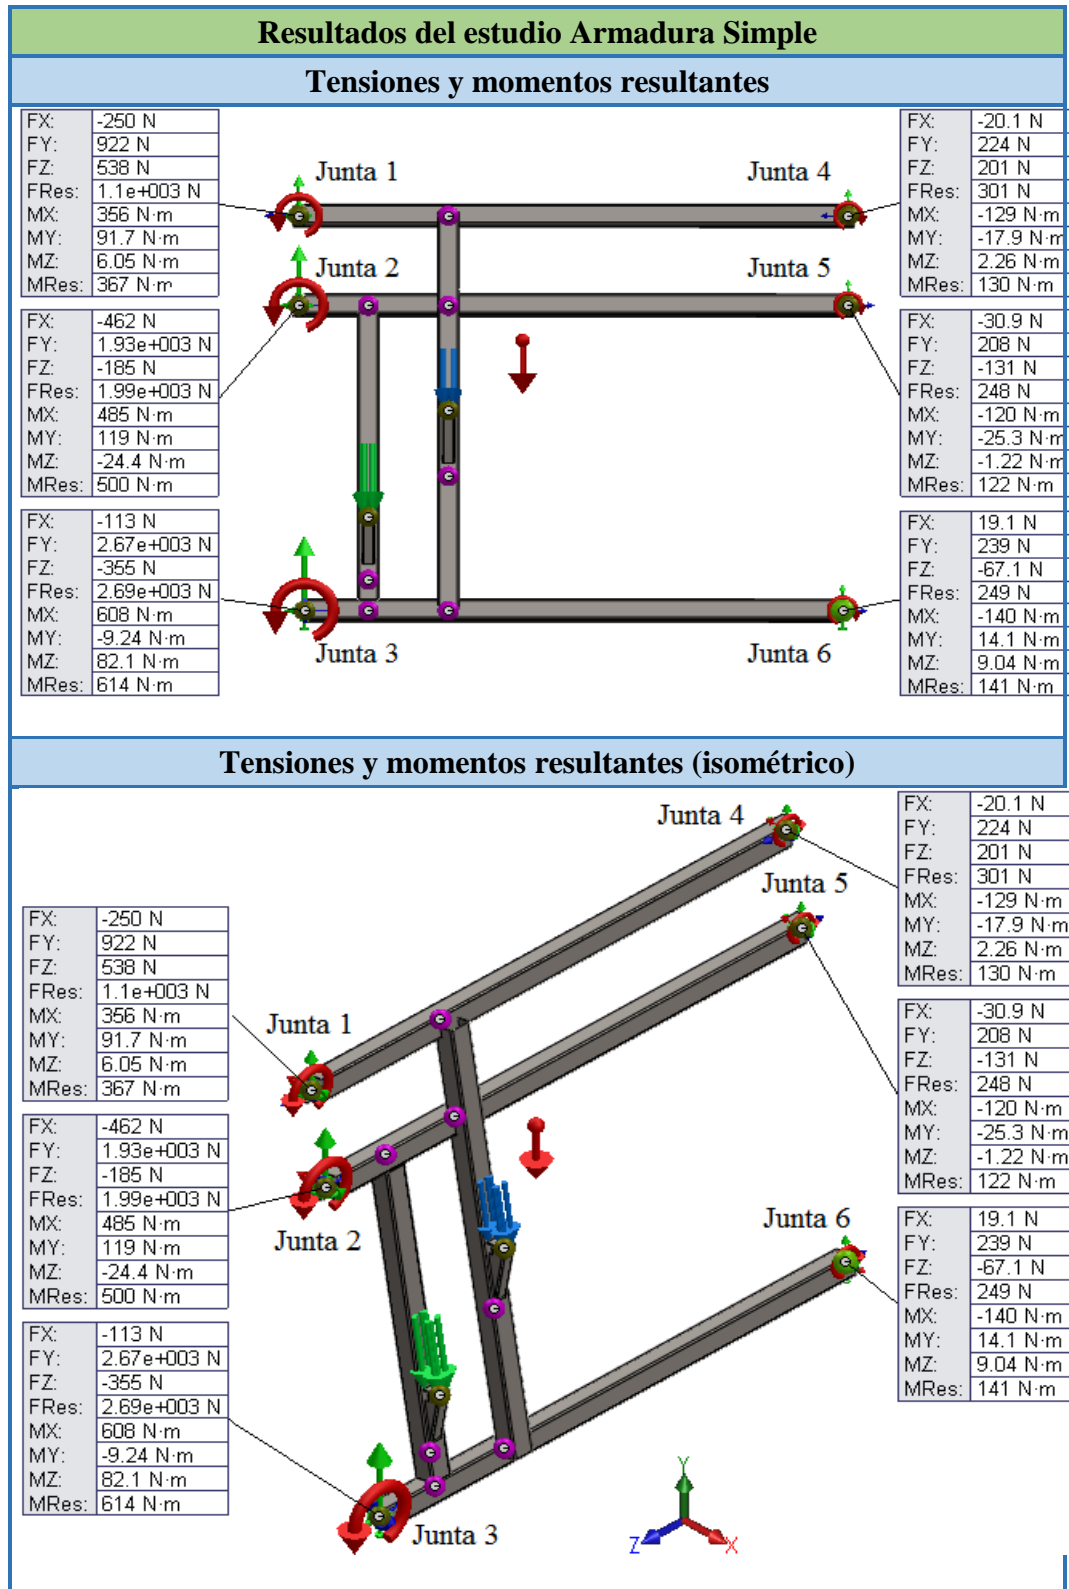 Resultados del estudio Armadura Simple
Tensiones y momentos resultantes
FX: -250 N
FY: 922 N
FZ: 538 N
FRes: 1.1e+003 N
MX: 356 N·m
MY: 91.7 N·m
MZ: 6.05 N·m
MRes: 367 N·m
FX: -462 N
FY: 1.93e+003 N
FZ: -185 N
FRes: 1.99e+003 N
MX: 485 N·m
MY: 119 N·m
MZ: -24.4 N·m
MRes: 500 N·m
FX: -113 N
FY: 2.67e+003 N
FZ: -355 N
FRes: 2.69e+003 N
MX: 608 N·m
MY: -9.24 N·m
MZ: 82.1 N·m
MRes: 614 N·m
Junta 1
Junta 2
Junta 3
Junta 4
Junta 5
Junta 6
FX: -20.1 N
FY: 224 N
FZ: 201 N
FRes: 301 N
MX: -129 N·m
MY: -17.9 N·m
MZ: 2.26 N·m
MRes: 130 N·m
FX: -30.9 N
FY: 208 N
FZ: -131 N
FRes: 248 N
MX: -120 N·m
MY: -25.3 N·m
MZ: -1.22 N·m
MRes: 122 N·m
FX: 19.1 N
FY: 239 N
FZ: -67.1 N
FRes: 249 N
MX: -140 N·m
MY: 14.1 N·m
MZ: 9.04 N·m
MRes: 141 N·m
Tensiones y momentos resultantes (isométrico)
FX: -250 N
FY: 922 N
FZ: 538 N
FRes: 1.1e+003 N
MX: 356 N·m
MY: 91.7 N·m
MZ: 6.05 N·m
MRes: 367 N·m
FX: -462 N
FY: 1.93e+003 N
FZ: -185 N
FRes: 1.99e+003 N
MX: 485 N·m
MY: 119 N·m
MZ: -24.4 N·m
MRes: 500 N·m
FX: -113 N
FY: 2.67e+003 N
FZ: -355 N
FRes: 2.69e+003 N
MX: 608 N·m
MY: -9.24 N·m
MZ: 82.1 N·m
MRes: 614 N·m
Junta 4
Junta 5
Junta 1
Junta 2
Junta 6
Junta 3
Y
Z
X
FX: -20.1 N
FY: 224 N
FZ: 201 N
FRes: 301 N
MX: -129 N·m
MY: -17.9 N·m
MZ: 2.26 N·m
MRes: 130 N·m
FX: -30.9 N
FY: 208 N
FZ: -131 N
FRes: 248 N
MX: -120 N·m
MY: -25.3 N·m
MZ: -1.22 N·m
MRes: 122 N·m
FX: 19.1 N
FY: 239 N
FZ: -67.1 N
FRes: 249 N
MX: -140 N·m
MY: 14.1 N·m
MZ: 9.04 N·m
MRes: 141 N·m